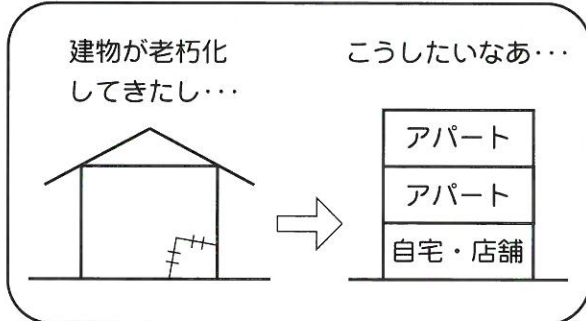 建物が老朽化
してきたし･･･
こうしたいなあ･･･
アパート
アパート
自宅・店舗